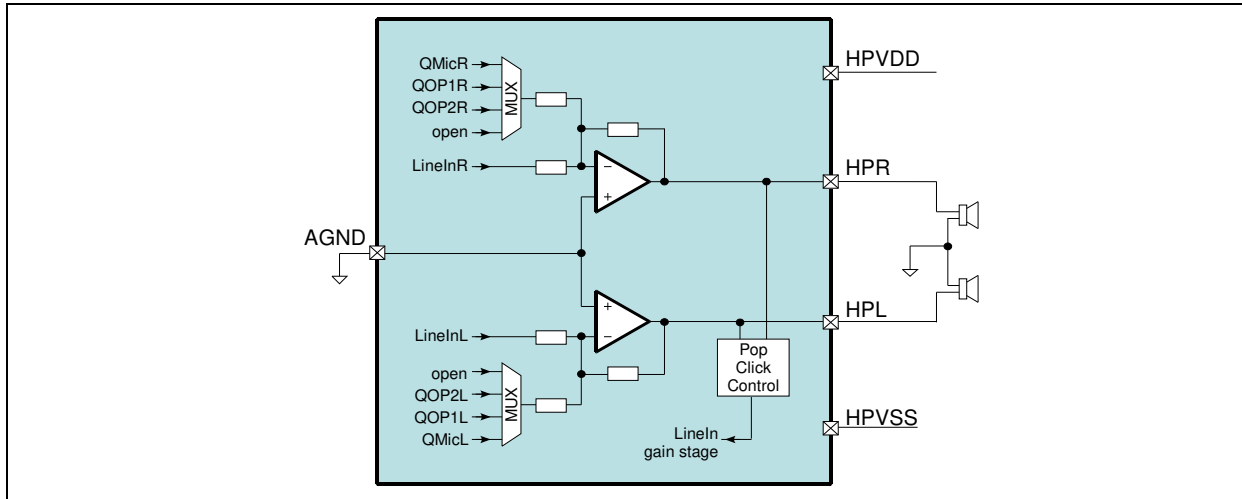 HPVDD
QMicR
QOP1R
QOP2R
open
MUX
LineInR
−
+
HPR
AGND
+
−
HPL
LineInL
open
QOP2L
QOP1L
QMicL
MUX
Pop
Click
Control
LineIn
gain stage
HPVSS